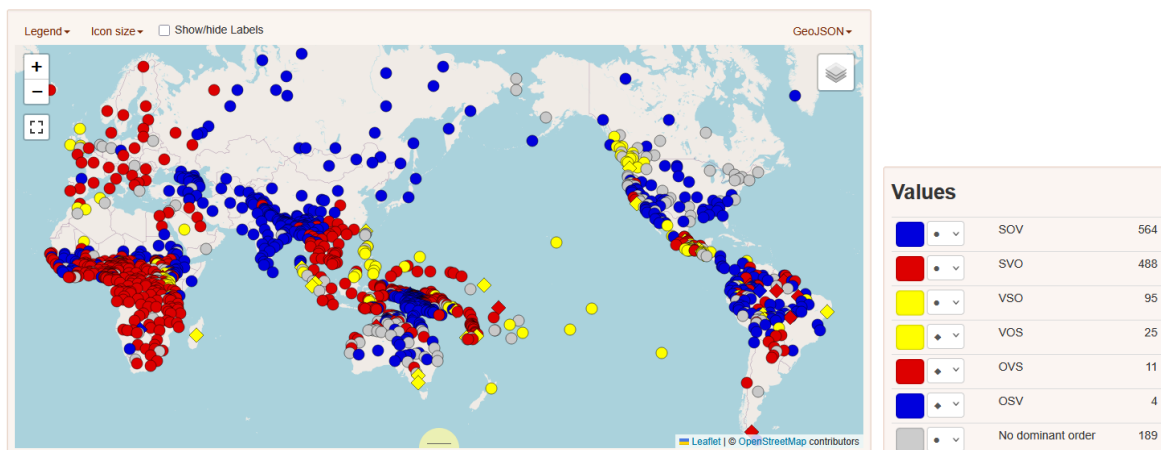 Legend
Icon size
Show/hide Labels
GeoJSON
+
−
Leaflet | © OpenStreetMap contributors
Values
SOV 564
SVO 488
VSO 95
VOS 25
OVS 11
OSV 4
No dominant order 189